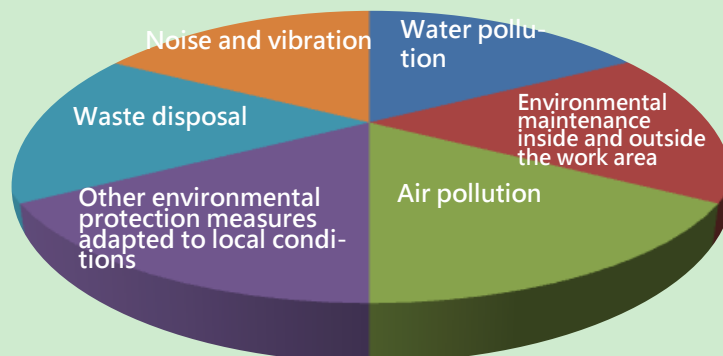 Noise and vibration
Water pollu-
tion
Environmental
maintenance
inside and outside
the work area
Waste disposal
Air pollution
Other environmental
protection measures
adapted to local condi-
tions